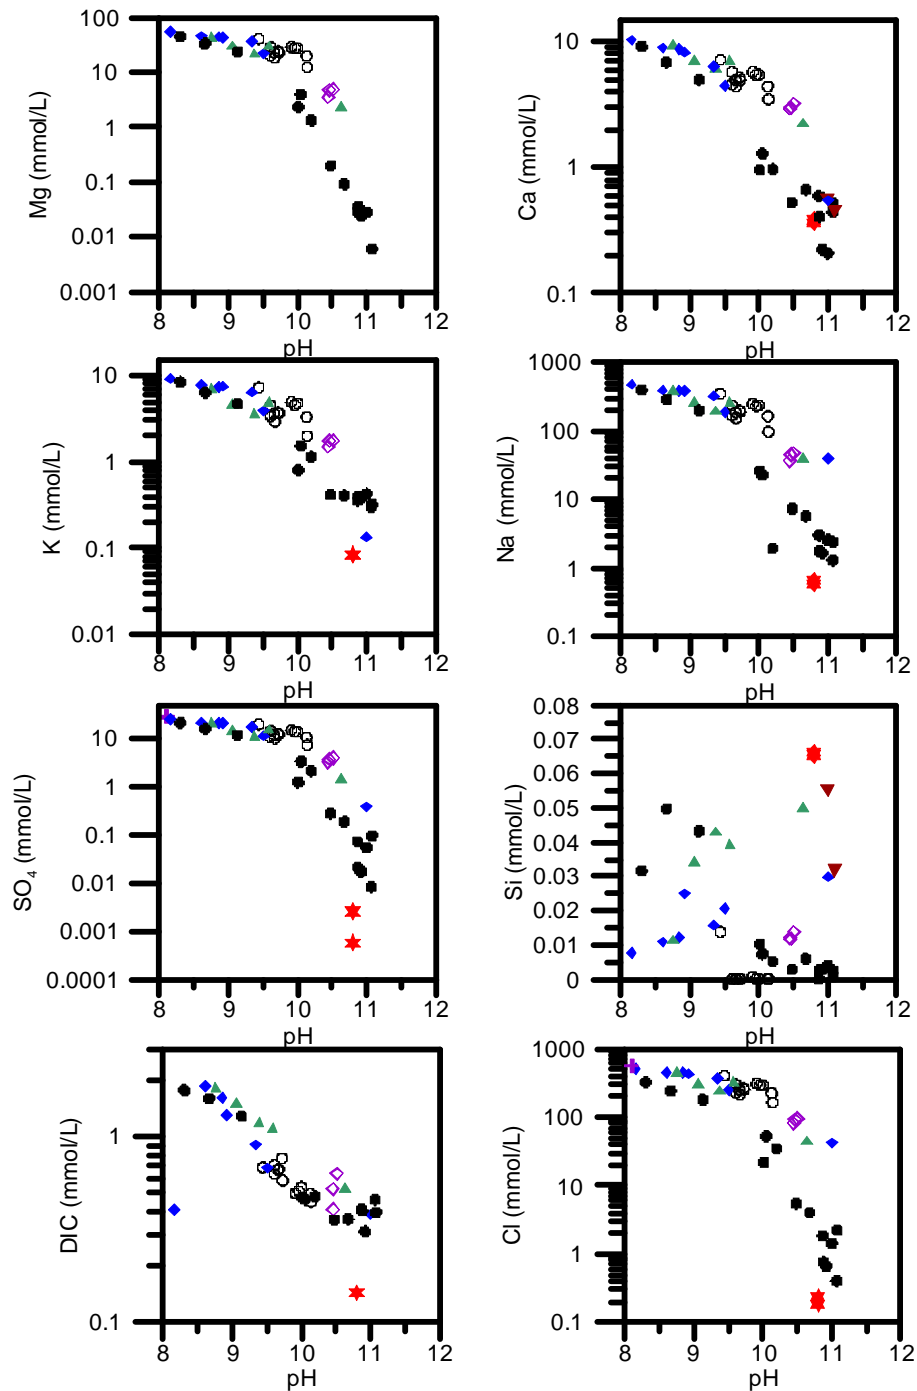 100
10
1
0.1
0.01
0.001
Mg (mmol/L)
8 9 10 11 12
pH
10
1
0.1
Ca (mmol/L)
8 9 10 11 12
pH
10
1
0.1
0.01
K (mmol/L)
8 9 10 11 12
pH
1000
100
10
1
0.1
Na (mmol/L)
8 9 10 11 12
pH
10
1
0.1
0.01
0.001
0.0001
SO₄ (mmol/L)
8 9 10 11 12
pH
0.08
0.07
0.06
0.05
0.04
0.03
0.02
0.01
0
Si (mmol/L)
8 9 10 11 12
pH
1
0.1
DIC (mmol/L)
8 9 10 11 12
pH
1000
100
10
1
0.1
Cl (mmol/L)
8 9 10 11 12
pH